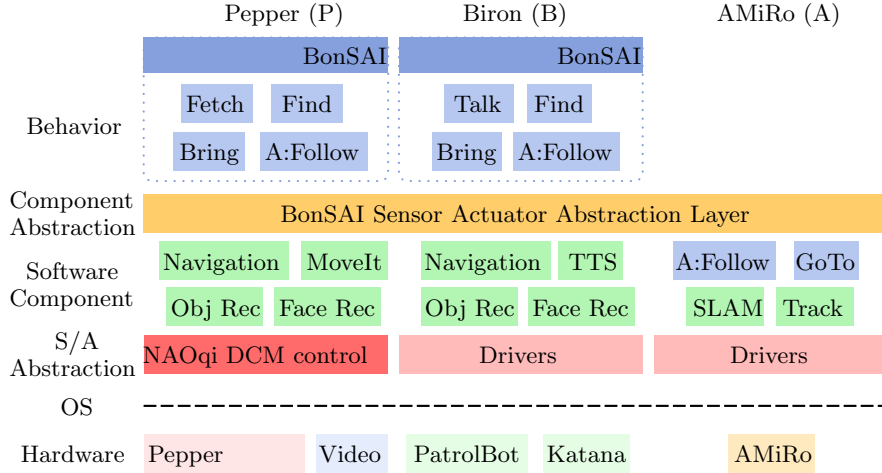 Pepper (P) Biron (B) AMiRo (A)
BonSAI BonSAI
Fetch Find Talk Find
Behavior
Bring A:Follow Bring A:Follow
Component
Abstraction
BonSAI Sensor Actuator Abstraction Layer
Software
Component
Navigation MoveIt Navigation TTS A:Follow GoTo
Obj Rec Face Rec Obj Rec Face Rec SLAM Track
S/A
Abstraction
NAOqi DCM control Drivers Drivers
OS
Hardware Pepper Video PatrolBot Katana AMiRo